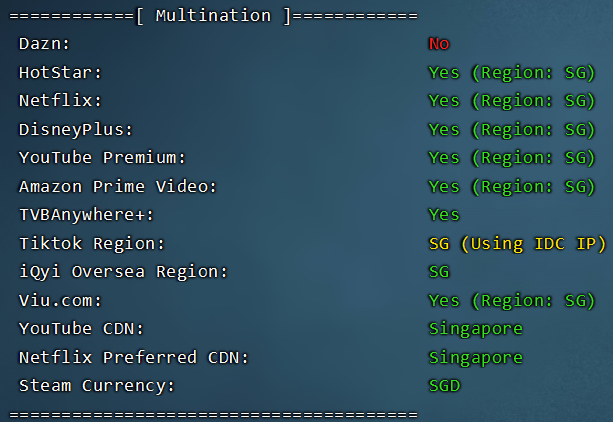 ============[ Multination ]============
Dazn: No
HotStar: Yes (Region: SG)
Netflix: Yes (Region: SG)
DisneyPlus: Yes (Region: SG)
YouTube Premium: Yes (Region: SG)
Amazon Prime Video: Yes (Region: SG)
TVBAnywhere+: Yes
Tiktok Region: SG (Using IDC IP)
iQyi Oversea Region: SG
Viu.com: Yes (Region: SG)
YouTube CDN: Singapore
Netflix Preferred CDN: Singapore
Steam Currency: SGD
=======================================